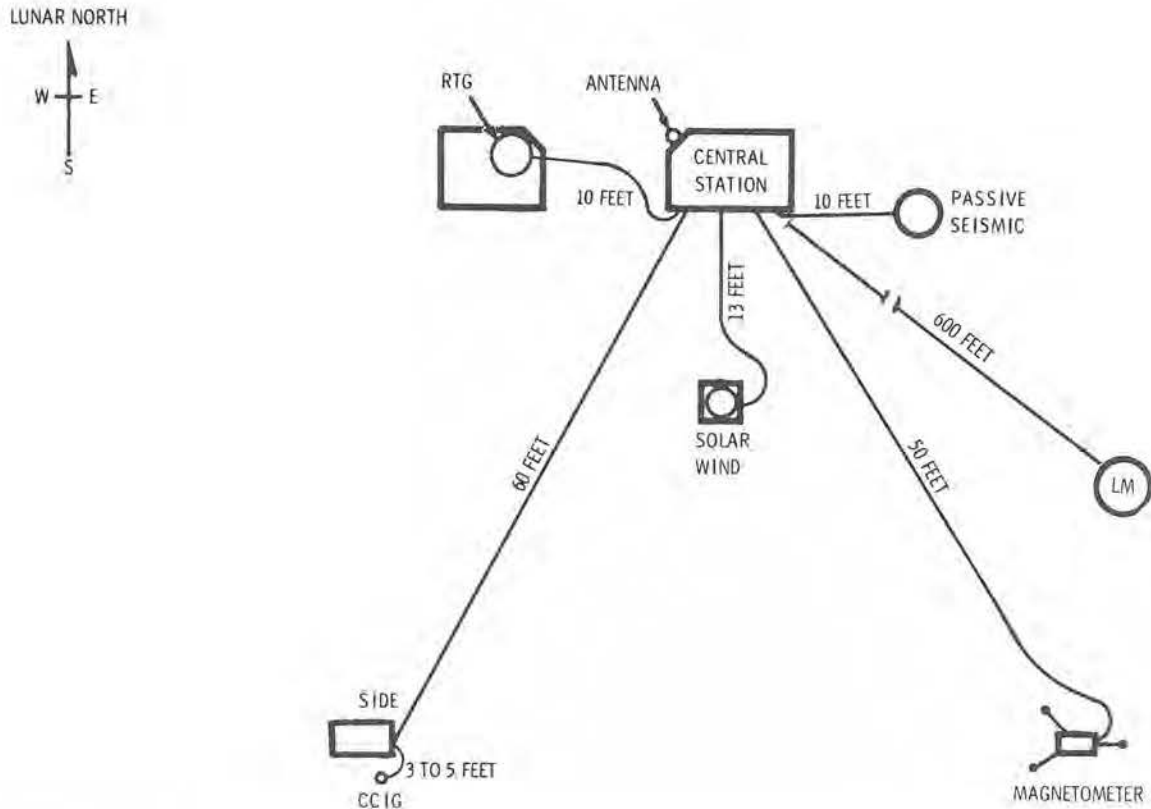 LUNAR NORTH
W E
S
RTG
ANTENNA
CENTRAL
STATION
10 FEET
10 FEET
PASSIVE
SEISMIC
13 FEET
600 FEET
SOLAR
WIND
60 FEET
50 FEET
LM
SIDE
3 TO 5 FEET
CCIG
MAGNETOMETER